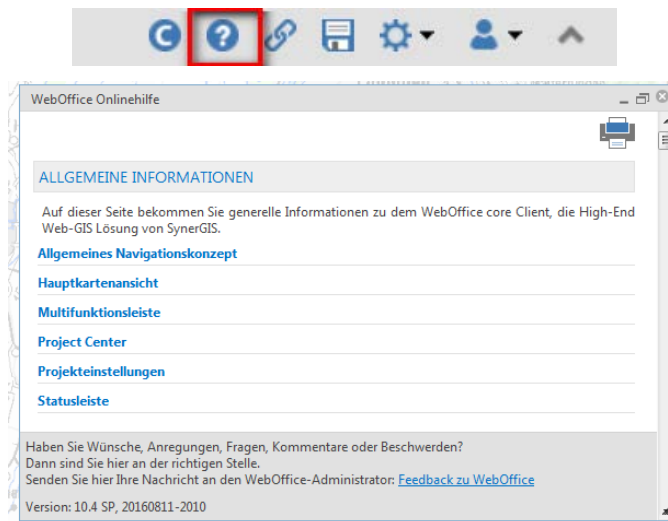 C ?
WebOffice Onlinehilfe
ALLGEMEINE INFORMATIONEN
Auf dieser Seite bekommen Sie generelle Informationen zu dem WebOffice core Client, die High-End
Web-GIS Lösung von SynerGIS.
Allgemeines Navigationskonzept
Hauptkartenansicht
Multifunktionsleiste
Project Center
Projekteinstellungen
Statusleiste
Haben Sie Wünsche, Anregungen, Fragen, Kommentare oder Beschwerden?
Dann sind Sie hier an der richtigen Stelle.
Senden Sie hier Ihre Nachricht an den WebOffice-Administrator: Feedback zu WebOffice
Version: 10.4 SP, 20160811-2010